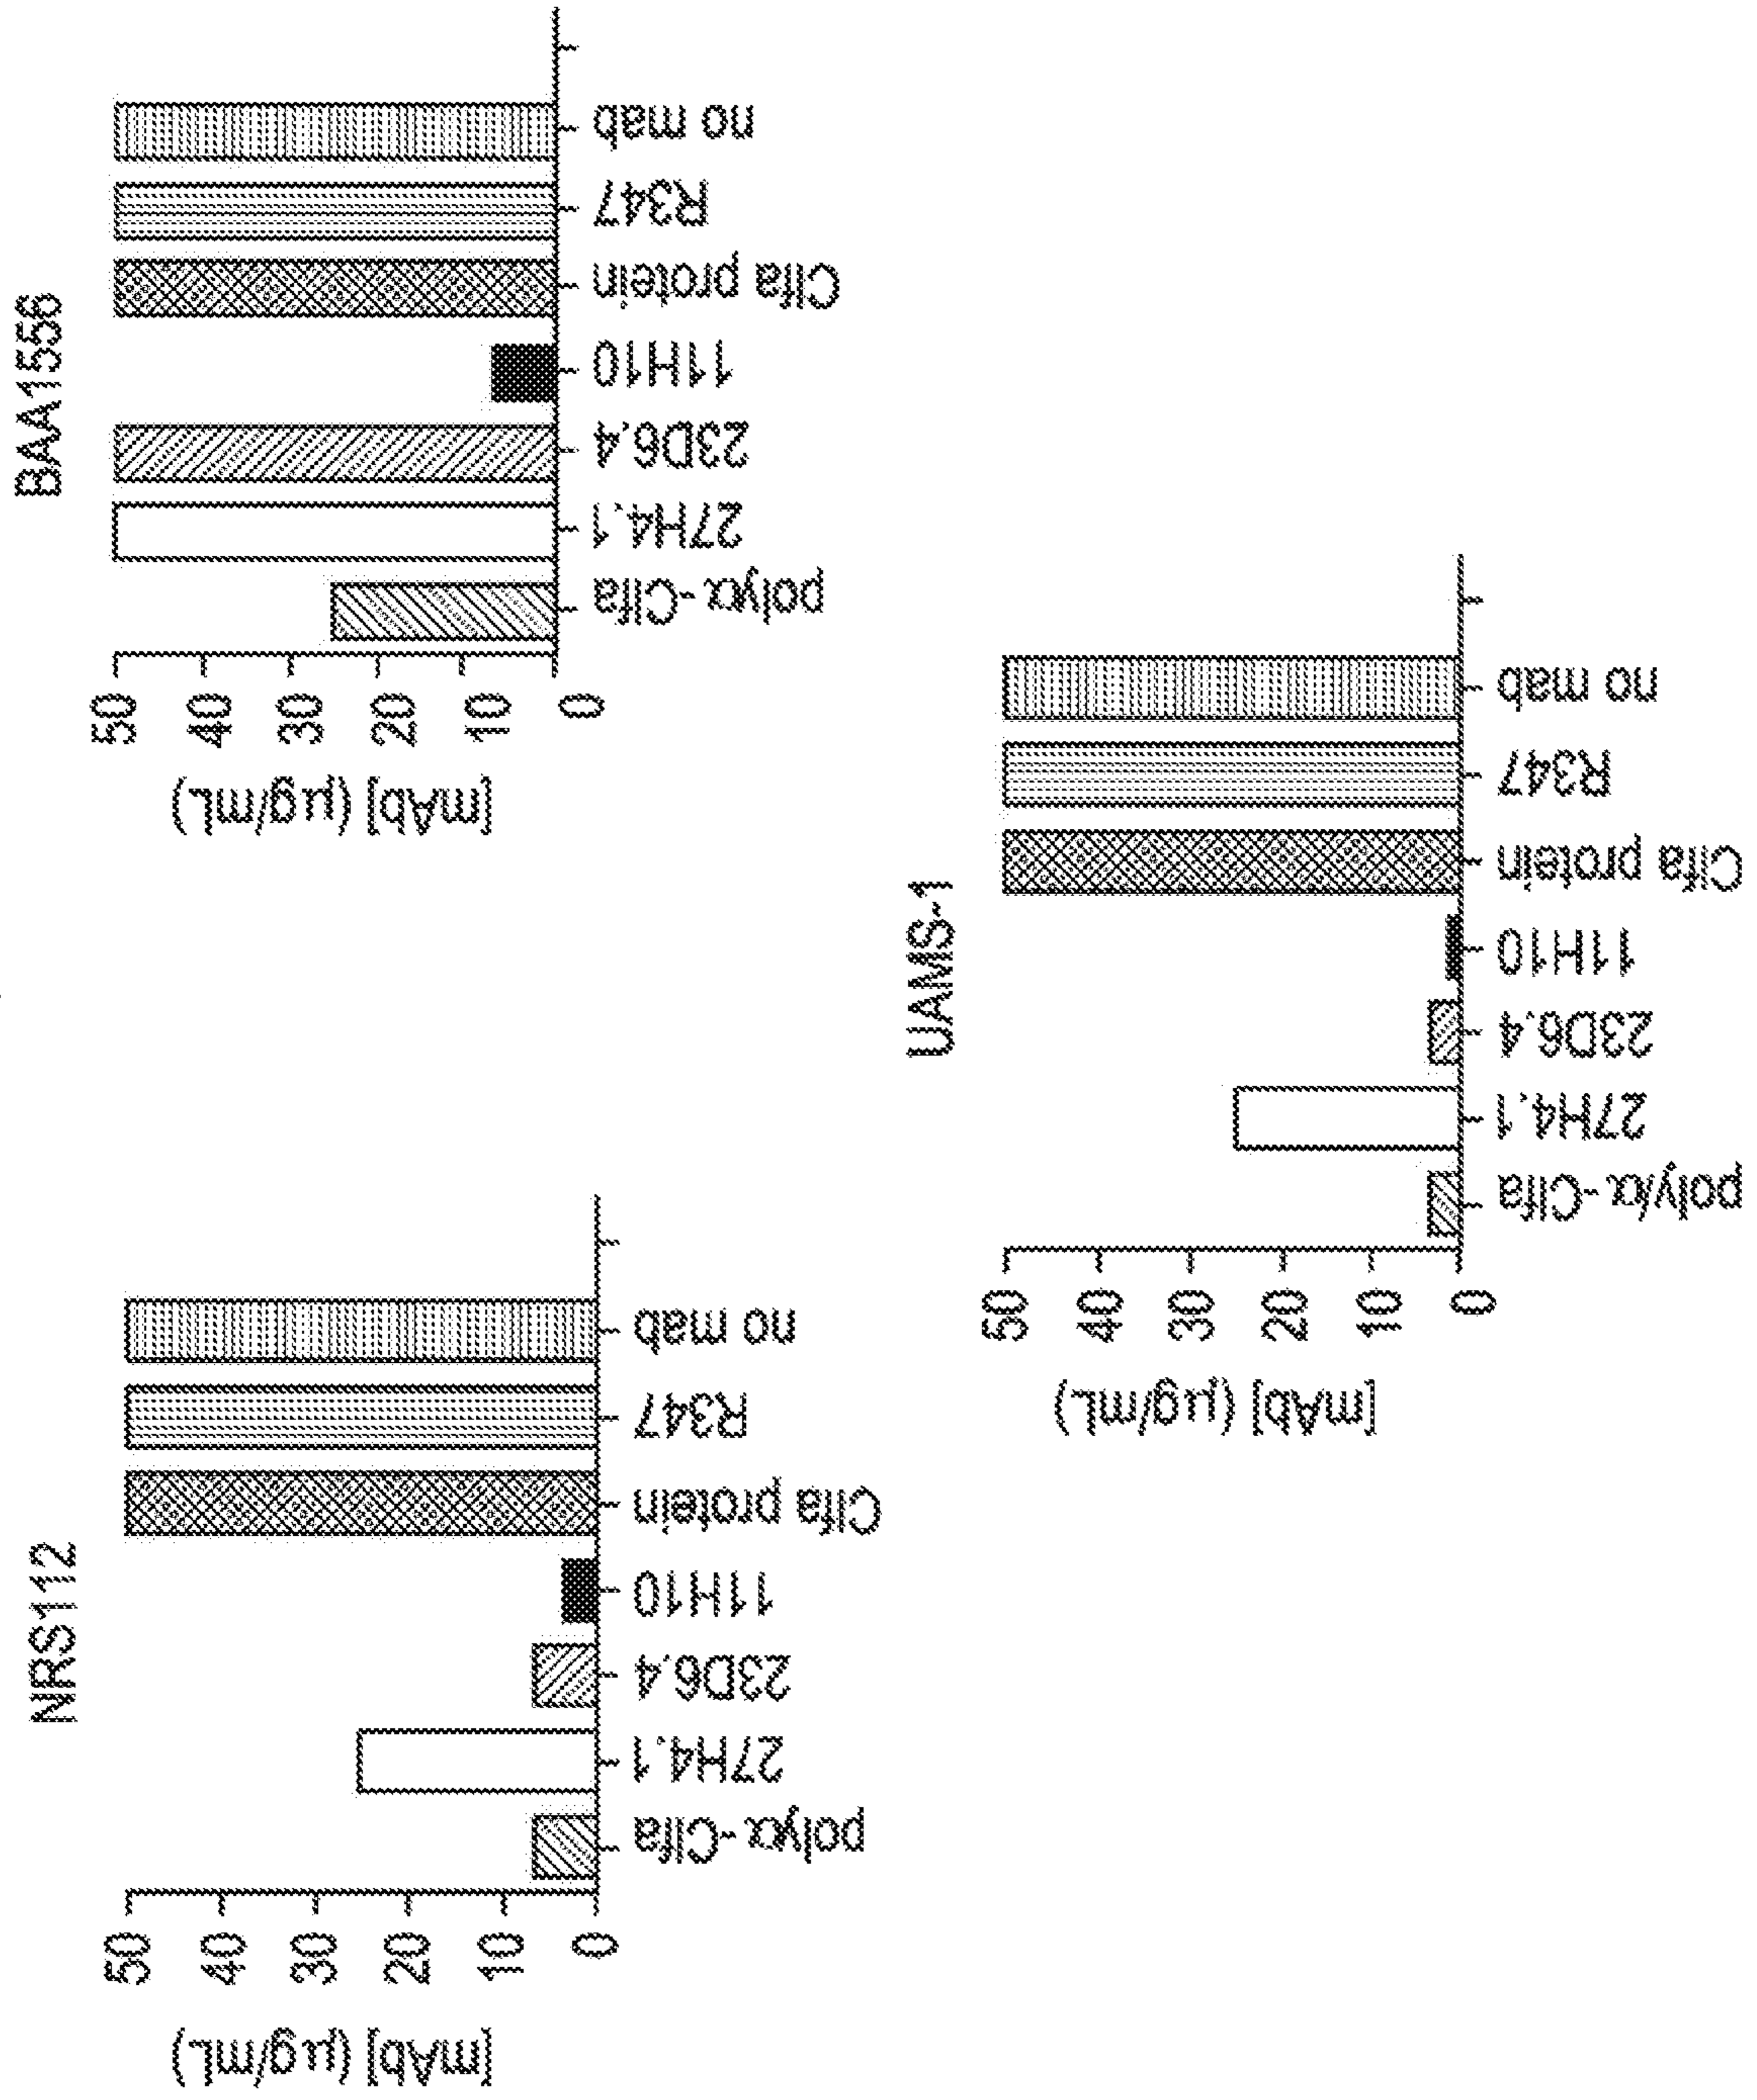 NRS112
[mAb] (µg/mL)
50
40
30
20
10
0
polyα-Clfa
27H4.1
23D6.4
11H10
Clfa protein
R347
no mab
BAA1556
[mAb] (µg/mL)
50
40
30
20
10
0
polyα-Clfa
27H4.1
23D6.4
11H10
Clfa protein
R347
no mab
UAMS-1
[mAb] (µg/mL)
50
40
30
20
10
0
poly/α-Clfa
27H4.1
23D6.4
11H10
Clfa protein
R347
no mab